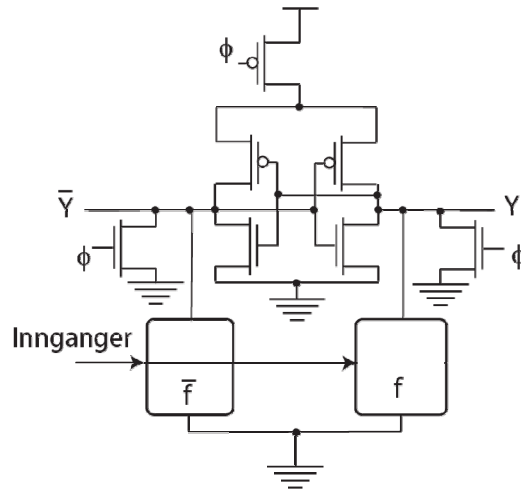 ϕ
Y̅ Y
ϕ ϕ
Innganger
f̅ f